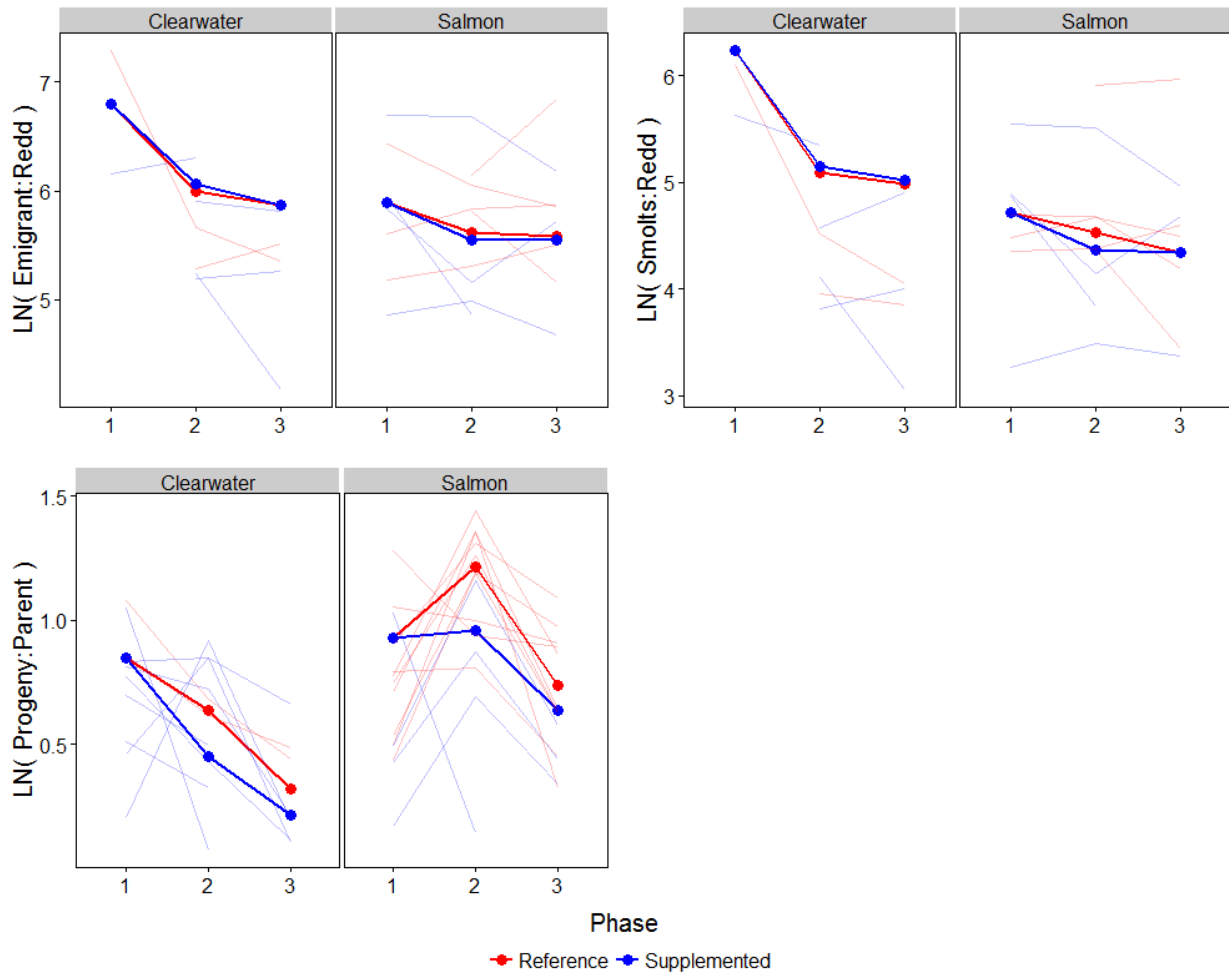 Clearwater Salmon
LN( Emigrant:Redd )
7
6
5
1 2 3 1 2 3
Clearwater Salmon
LN( Smolts:Redd )
6
5
4
3
1 2 3 1 2 3
Clearwater Salmon
LN( Progeny:Parent )
1.5
1.0
0.5
1 2 3 1 2 3
Phase
Reference Supplemented